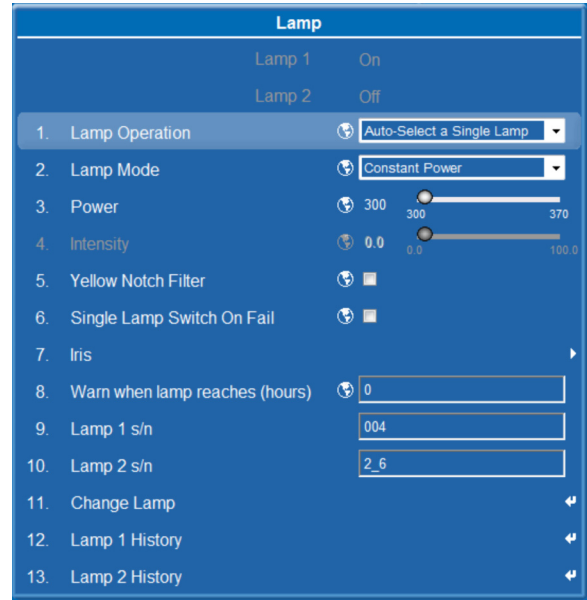 Lamp
Lamp 1 On
Lamp 2 Off
1. Lamp Operation Auto-Select a Single Lamp
2. Lamp Mode Constant Power
3. Power 300 300 370
4. Intensity 0.0 0.0 100.0
5. Yellow Notch Filter
6. Single Lamp Switch On Fail
7. Iris
8. Warn when lamp reaches (hours) 0
9. Lamp 1 s/n 004
10. Lamp 2 s/n 2_6
11. Change Lamp
12. Lamp 1 History
13. Lamp 2 History